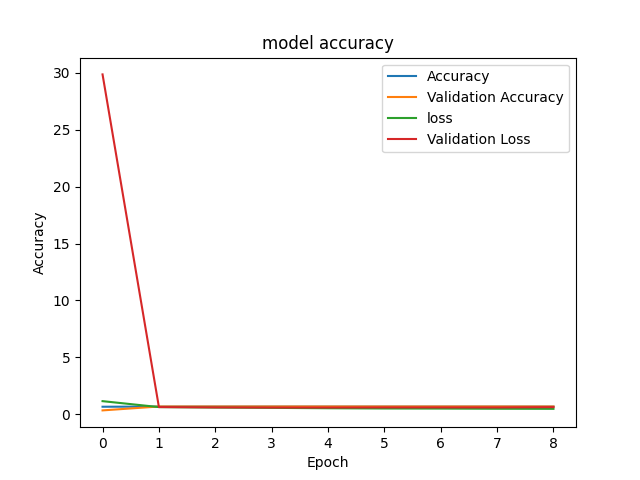 model accuracy
Accuracy
Validation Accuracy
loss
Validation Loss
30
25
20
15
10
5
0
Accuracy
0 1 2 3 4 5 6 7 8
Epoch